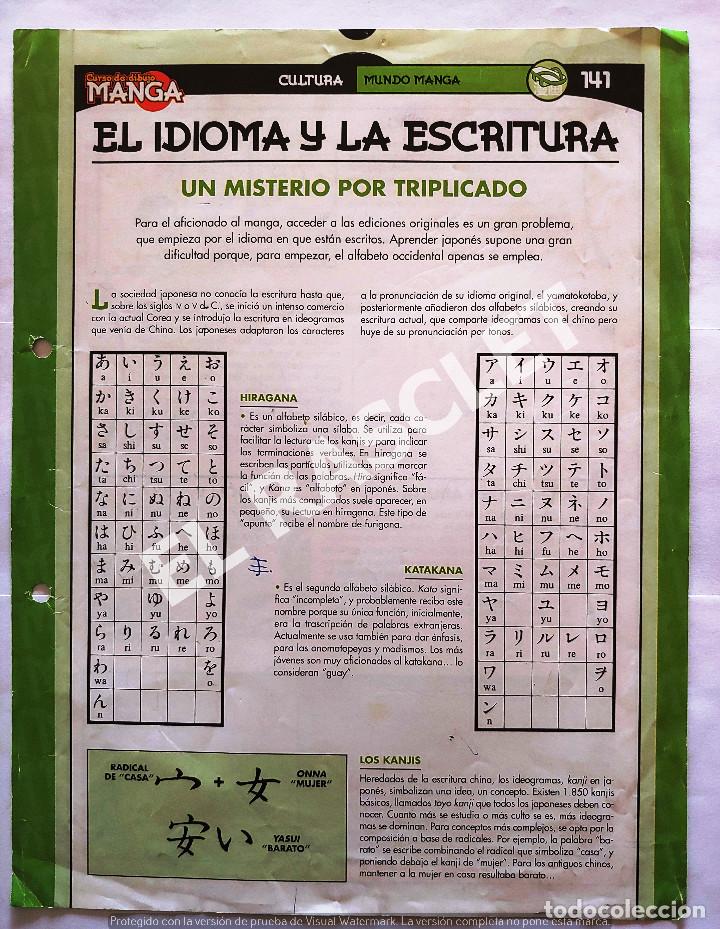 Curso de dibujo
MANGA
CULTURA
MUNDO MANGA
141
EL IDIOMA Y LA ESCRITURA
UN MISTERIO POR TRIPLICADO
Para el aficionado al manga, acceder a las ediciones originales es un gran problema,
que empieza por el idioma en que están escritos. Aprender japonés supone una gran
dificultad porque, para empezar, el alfabeto occidental apenas se emplea.
La sociedad japonesa no conocía la escritura hasta que,
sobre los siglos IV o V d. C., se inició un intenso comercio
con la actual Corea y se introdujo la escritura en ideogramas
que venía de China. Los japoneses adaptaron los caracteres
a la pronunciación de su idioma original, el yamatokotoba, y
posteriormente añadieron dos alfabetos silábicos, creando su
escritura actual, que comparte ideogramas con el chino pero
huye de su pronunciación por tonos.
あ い う え お
a i u e o
か き く け こ
ka ki ku ke ko
さ し す せ そ
sa shi su se so
た ち つ て と
ta chi tsu te to
な に ぬ ね の
na ni nu ne no
は ひ ふ へ ほ
ha hi fu he ho
ま み む め も
ma mi mu me mo
や ゆ よ
ya yu yo
ら り る れ ろ
ra ri ru re ro
わ を
wa o
ん
n
HIRAGANA
• Es un alfabeto silábico, es decir, cada ca-
rácter simboliza una sílaba. Se utiliza para
facilitar la lectura de los kanjis y para indicar
las terminaciones verbales. En hiragana se
escriben las partículas utilizadas para marcar
la función de las palabras. Hira significa "fá-
cil", y Kana es "alfabeto" en japonés. Sobre
los kanjis más complicados suele aparecer, en
pequeño, su lectura en hiragana. Este tipo de
"apunto" recibe el nombre de furigana.
KATAKANA
• Es el segundo alfabeto silábico. Kata signi-
fica "incompleta", y probablemente reciba este
nombre porque su única función, inicialmente,
era la trascripción de palabras extranjeras.
Actualmente se usa también para dar énfasis,
para las onomatopeyas y modismos. Los más
jóvenes son muy aficionados al katakana... lo
consideran "guay".
ア イ ウ エ オ
a i u e o
カ キ ク ケ コ
ka ki ku ke ko
サ シ ス セ ソ
sa shi su se so
タ チ ツ テ ト
ta chi tsu te to
ナ ニ ヌ ネ ノ
na ni nu ne no
ハ ヒ フ ヘ ホ
ha hi fu he ho
マ ミ ム メ モ
ma mi mu me mo
ヤ ユ ヨ
ya yu yo
ラ リ ル レ ロ
ra ri ru re ro
ワ ヲ
wa o
ン
n
RADICAL
DE "CASA"
宀 + 女
ONNA
"MUJER"
安い
YASUI
"BARATO"
LOS KANJIS
Heredados de la escritura china, los ideogramas, kanji en ja-
ponés, simbolizan una idea, un concepto. Existen 1.850 kanjis
básicos, llamados toyo kanji que todos los japoneses deben co-
nocer. Cuanto más se estudia o más culto se es, más ideogra-
mas se dominan. Para conceptos más complejos, se opta por la
composición a base de radicales. Por ejemplo, la palabra "ba-
rato" se escribe combinando el radical que simboliza "casa", y
poniendo debajo el kanji de "mujer". Para los antiguos chinos,
mantener a la mujer en casa resultaba barato...
EL RASCLET
Protegido con la versión de prueba de Visual Watermark. La versión completa no pone esta marca.
todocoleccion